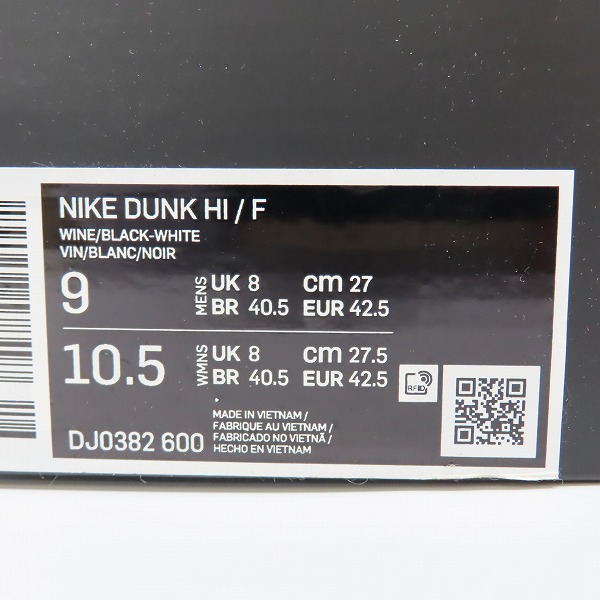 NIKE DUNK HI / F
WINE/BLACK-WHITE
VIN/BLANC/NOIR
9 MENS UK 8 cm 27
BR 40.5 EUR 42.5
10.5 WMNS UK 8 cm 27.5
BR 40.5 EUR 42.5
RFID
MADE IN VIETNAM /
FABRIQUE AU VIETNAM /
FABRICADO NO VIETNÃ /
HECHO EN VIETNAM
DJ0382 600